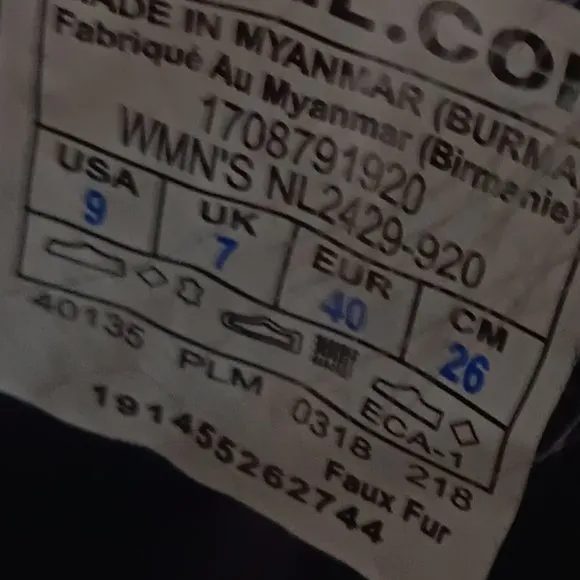 MADE IN MYANMAR (BURMA
Fabriqué Au Myanmar (Birmanie)
1708791920
WMN'S NL2429-920
USA UK EUR CM
9 7 40 26
40135 PLM 0318 ECA-1 218
191455262744 Faux Fur